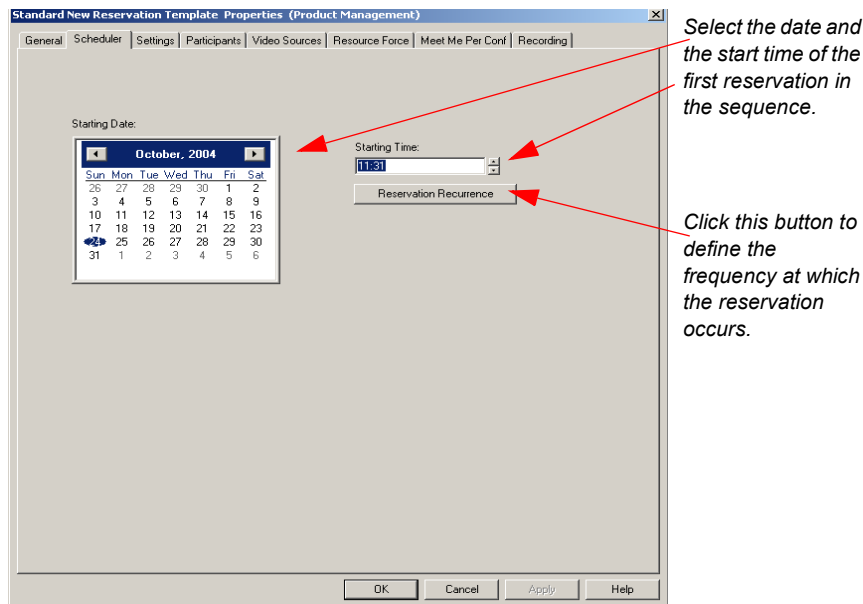 Standard New Reservation Template Properties (Product Management)
General Scheduler Settings Participants Video Sources Resource Force Meet Me Per Conf Recording
Select the date and
the start time of the
first reservation in
the sequence.
Starting Date:
October, 2004
Sun Mon Tue Wed Thu Fri Sat
26 27 28 29 30 1 2
3 4 5 6 7 8 9
10 11 12 13 14 15 16
17 18 19 20 21 22 23
24 25 26 27 28 29 30
31 1 2 3 4 5 6
Starting Time:
11:31
Reservation Recurrence
Click this button to
define the
frequency at which
the reservation
occurs.
OK Cancel Apply Help